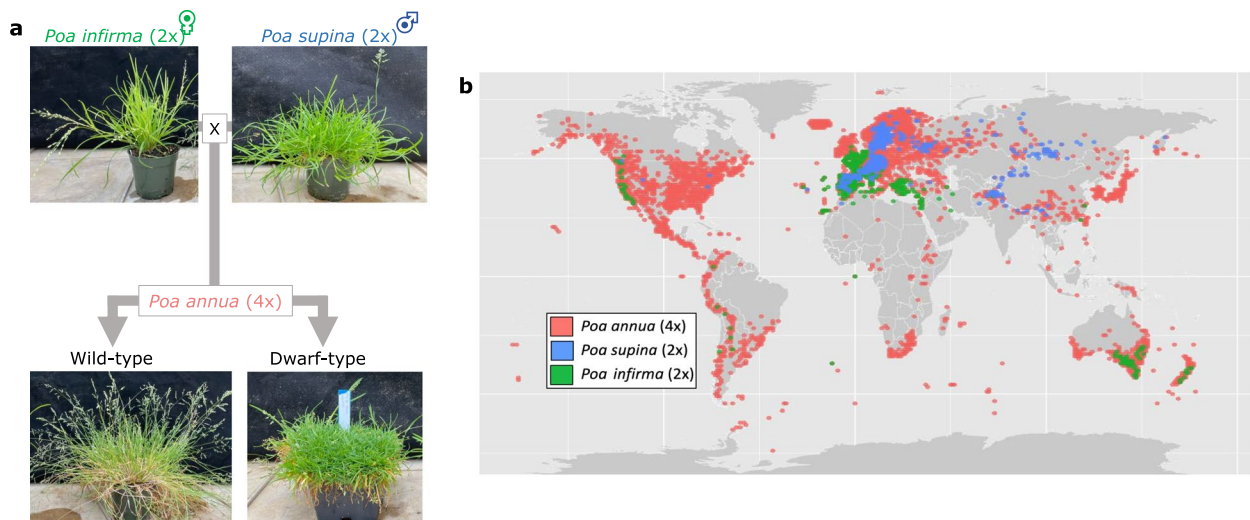 a
Poa infirma (2x)
Poa supina (2x)
X
Poa annua (4x)
Wild-type
Dwarf-type
b
Poa annua (4x)
Poa supina (2x)
Poa infirma (2x)